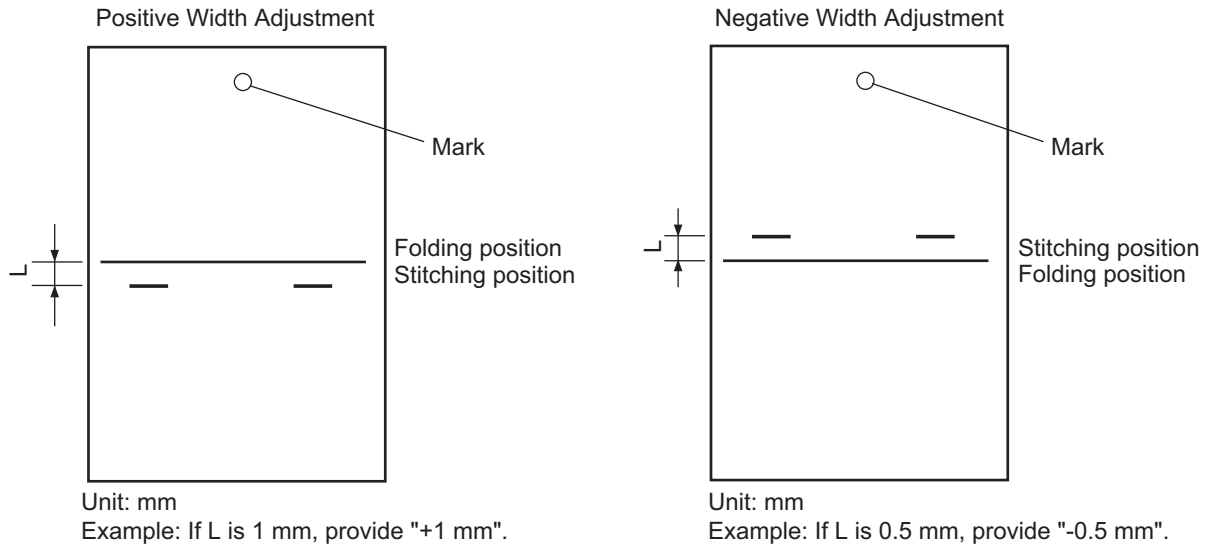 Positive Width Adjustment
Mark
Folding position
Stitching position
L
Unit: mm
Example: If L is 1 mm, provide "+1 mm".
Negative Width Adjustment
Mark
L
Stitching position
Folding position
Unit: mm
Example: If L is 0.5 mm, provide "-0.5 mm".